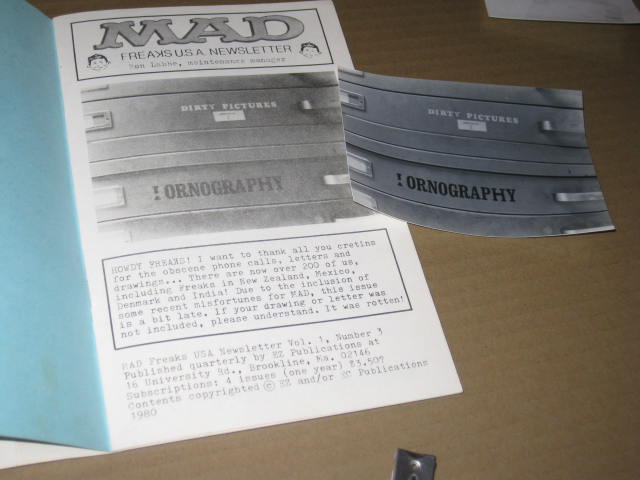 MAD
FREAKS U.S.A. NEWSLETTER
Ron Labbe, maintenance manager
DIRTY PICTURES
! ORNOGRAPHY
HOWDY FREAKS! I want to thank all you cretins
for the obscene phone calls, letters and
drawings... There are now over 200 of us,
including Freaks in New Zealand, Mexico,
Denmark and India! Due to the inclusion of
some recent misfortunes for MAD, this issue
is a bit late. If your drawing or letter was
not included, please understand. It was rotten!
MAD Freaks USA Newsletter Vol. 1, Number 3
Published quarterly by EZ Publications at
16 University Rd., Brookline, Ma. 02146
Subscriptions: 4 issues (one year) $3.50?
Contents copyrighted © EZ and/or EC Publications
1980
DIRTY PICTURES
! ORNOGRAPHY